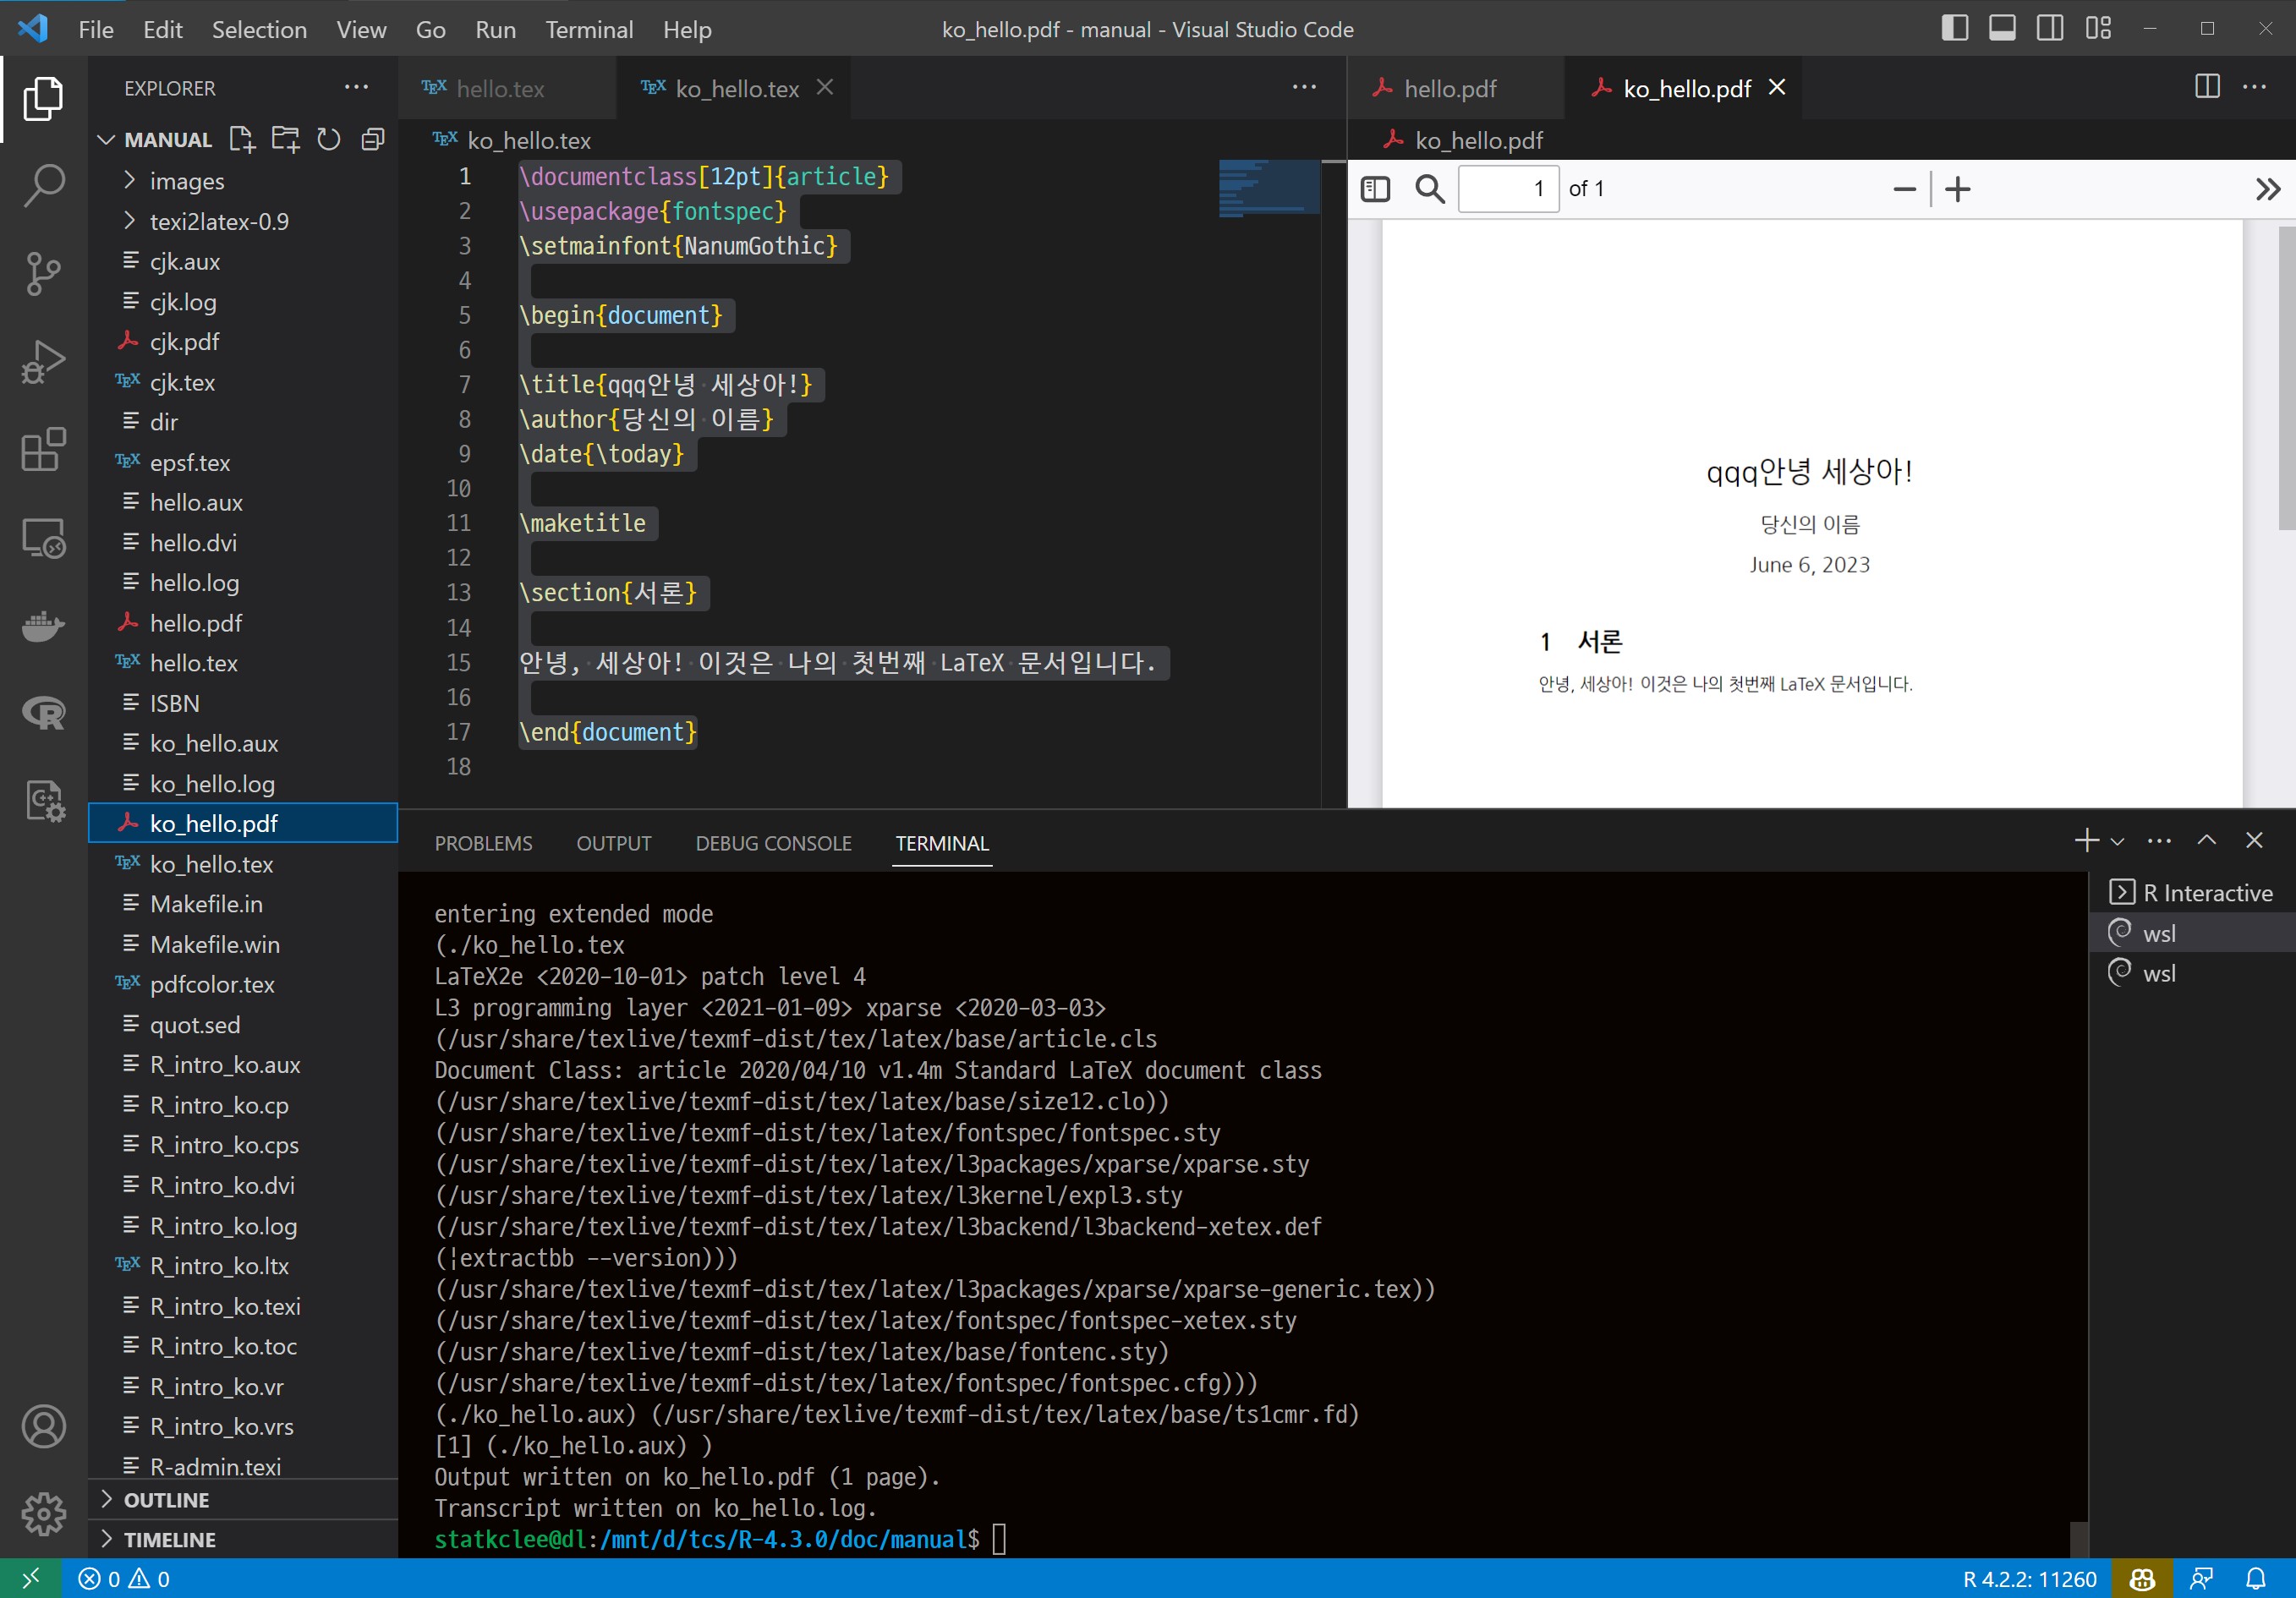 File Edit Selection View Go Run Terminal Help
ko_hello.pdf - manual - Visual Studio Code
EXPLORER
MANUAL
images
texi2latex-0.9
cjk.aux
cjk.log
cjk.pdf
cjk.tex
dir
epsf.tex
hello.aux
hello.dvi
hello.log
hello.pdf
hello.tex
ISBN
ko_hello.aux
ko_hello.log
ko_hello.pdf
ko_hello.tex
Makefile.in
Makefile.win
pdfcolor.tex
quot.sed
R_intro_ko.aux
R_intro_ko.cp
R_intro_ko.cps
R_intro_ko.dvi
R_intro_ko.log
R_intro_ko.ltx
R_intro_ko.texi
R_intro_ko.toc
R_intro_ko.vr
R_intro_ko.vrs
R-admin.texi
OUTLINE
TIMELINE
TEX hello.tex
TEX ko_hello.tex
TEX ko_hello.tex
1 \documentclass[12pt]{article}
2 \usepackage{fontspec}
3 \setmainfont{NanumGothic}
4
5 \begin{document}
6
7 \title{qqq안녕 세상아!}
8 \author{당신의 이름}
9 \date{\today}
10
11 \maketitle
12
13 \section{서론}
14
15 안녕, 세상아! 이것은 나의 첫번째 LaTeX 문서입니다.
16
17 \end{document}
18
hello.pdf
ko_hello.pdf
ko_hello.pdf
1 of 1
qqq안녕 세상아!
당신의 이름
June 6, 2023
1 서론
안녕, 세상아! 이것은 나의 첫번째 LaTeX 문서입니다.
PROBLEMS OUTPUT DEBUG CONSOLE TERMINAL
entering extended mode
(./ko_hello.tex
LaTeX2e <2020-10-01> patch level 4
L3 programming layer <2021-01-09> xparse <2020-03-03>
(/usr/share/texlive/texmf-dist/tex/latex/base/article.cls
Document Class: article 2020/04/10 v1.4m Standard LaTeX document class
(/usr/share/texlive/texmf-dist/tex/latex/base/size12.clo))
(/usr/share/texlive/texmf-dist/tex/latex/fontspec/fontspec.sty
(/usr/share/texlive/texmf-dist/tex/latex/l3packages/xparse/xparse.sty
(/usr/share/texlive/texmf-dist/tex/latex/l3kernel/expl3.sty
(/usr/share/texlive/texmf-dist/tex/latex/l3backend/l3backend-xetex.def
(|extractbb --version)))
(/usr/share/texlive/texmf-dist/tex/latex/l3packages/xparse/xparse-generic.tex))
(/usr/share/texlive/texmf-dist/tex/latex/fontspec/fontspec-xetex.sty
(/usr/share/texlive/texmf-dist/tex/latex/base/fontenc.sty)
(/usr/share/texlive/texmf-dist/tex/latex/fontspec/fontspec.cfg)))
(./ko_hello.aux) (/usr/share/texlive/texmf-dist/tex/latex/base/ts1cmr.fd)
[1] (./ko_hello.aux) )
Output written on ko_hello.pdf (1 page).
Transcript written on ko_hello.log.
statkclee@dl:/mnt/d/tcs/R-4.3.0/doc/manual$
R Interactive
wsl
wsl
0 0
R 4.2.2: 11260